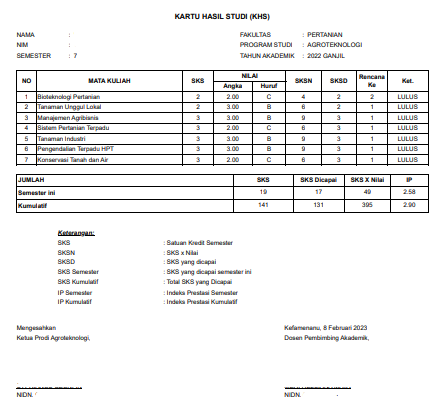 KARTU HASIL STUDI (KHS)
NAMA : FAKULTAS : PERTANIAN
NIM : PROGRAM STUDI : AGROTEKNOLOGI
SEMESTER : 7 TAHUN AKADEMIK : 2022 GANJIL
NO MATA KULIAH SKS NILAI SKSN SKSD Rencana Ke Ket.
Angka Huruf
1 Bioteknologi Pertanian 2 2.00 C 4 2 2 LULUS
2 Tanaman Unggul Lokal 2 3.00 B 6 2 1 LULUS
3 Manajemen Agribisnis 3 3.00 B 9 3 1 LULUS
4 Sistem Pertanian Terpadu 3 2.00 C 6 3 1 LULUS
5 Tanaman Industri 3 3.00 B 9 3 1 LULUS
6 Pengendalian Terpadu HPT 3 3.00 B 9 3 1 LULUS
7 Konservasi Tanah dan Air 3 2.00 C 6 3 1 LULUS
JUMLAH SKS SKS Dicapai SKS X Nilai IP
Semester ini 19 17 49 2.58
Kumulatif 141 131 395 2.90
Keterangan:
SKS : Satuan Kredit Semester
SKSN : SKS x Nilai
SKSD : SKS yang dicapai
SKS Semester : SKS yang dicapai semester ini
SKS Kumulatif : Total SKS yang Dicapai
IP Semester : Indeks Prestasi Semester
IP Kumulatif : Indeks Prestasi Kumulatif
Mengesahkan Kefamenanu, 8 Februari 2023
Ketua Prodi Agroteknologi, Dosen Pembimbing Akademik,
NIDN. : NIDN. :